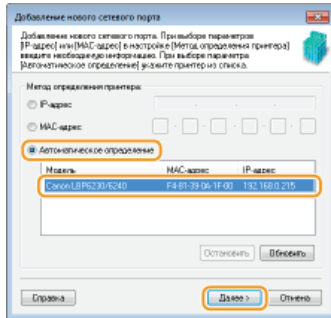 Добавление нового сетевого порта
Добавление нового сетевого порта. При выборе параметров
[IP-адрес] или [MAC-адрес] в настройке [Метод определения принтера]
введите необходимую информацию. При выборе параметра
[Автоматическое определение] укажите принтер из списка.
Метод определения принтера:
IP-адрес
MAC-адрес
Автоматическое определение
Модель MAC-адрес IP-адрес
Canon LBP6230/6240 F4-81-39-0A-1F-00 192.168.0.215
Остановить Обновить
Справка Далее > Отмена